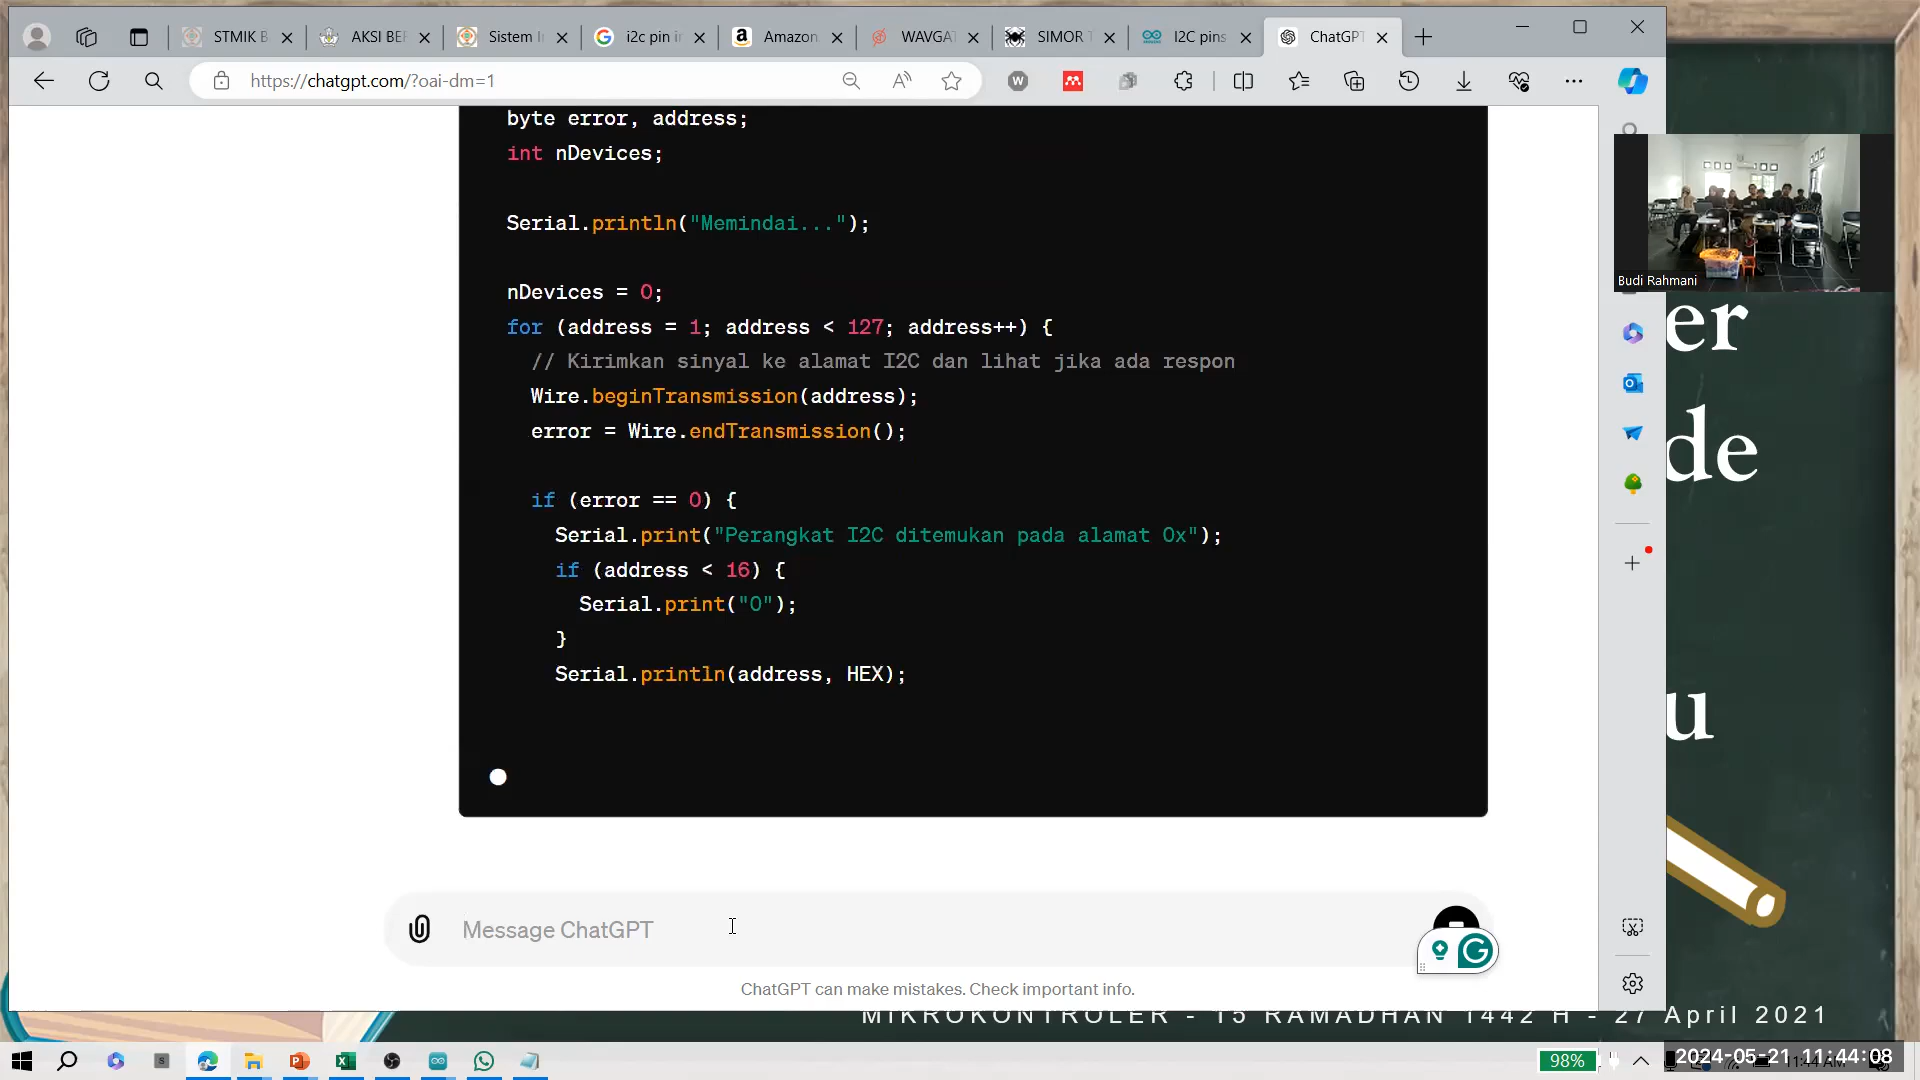 STMIK B
AKSI BER
Sistem I
i2c pin i
Amazon
WAVGA
SIMOR T
I2C pins
ChatGPT
https://chatgpt.com/?oai-dm=1
byte error, address;
int nDevices;
Serial.println("Memindai...");
nDevices = 0;
for (address = 1; address < 127; address++) {
// Kirimkan sinyal ke alamat I2C dan lihat jika ada respon
Wire.beginTransmission(address);
error = Wire.endTransmission();
if (error == 0) {
Serial.print("Perangkat I2C ditemukan pada alamat 0x");
if (address < 16) {
Serial.print("0");
}
Serial.println(address, HEX);
Budi Rahmani
er
de
u
Message ChatGPT
ChatGPT can make mistakes. Check important info.
MIKROKONTROLER - 15 RAMADHAN 1442 H - 27 April 2021
98%
2024-05-21 11:44:08